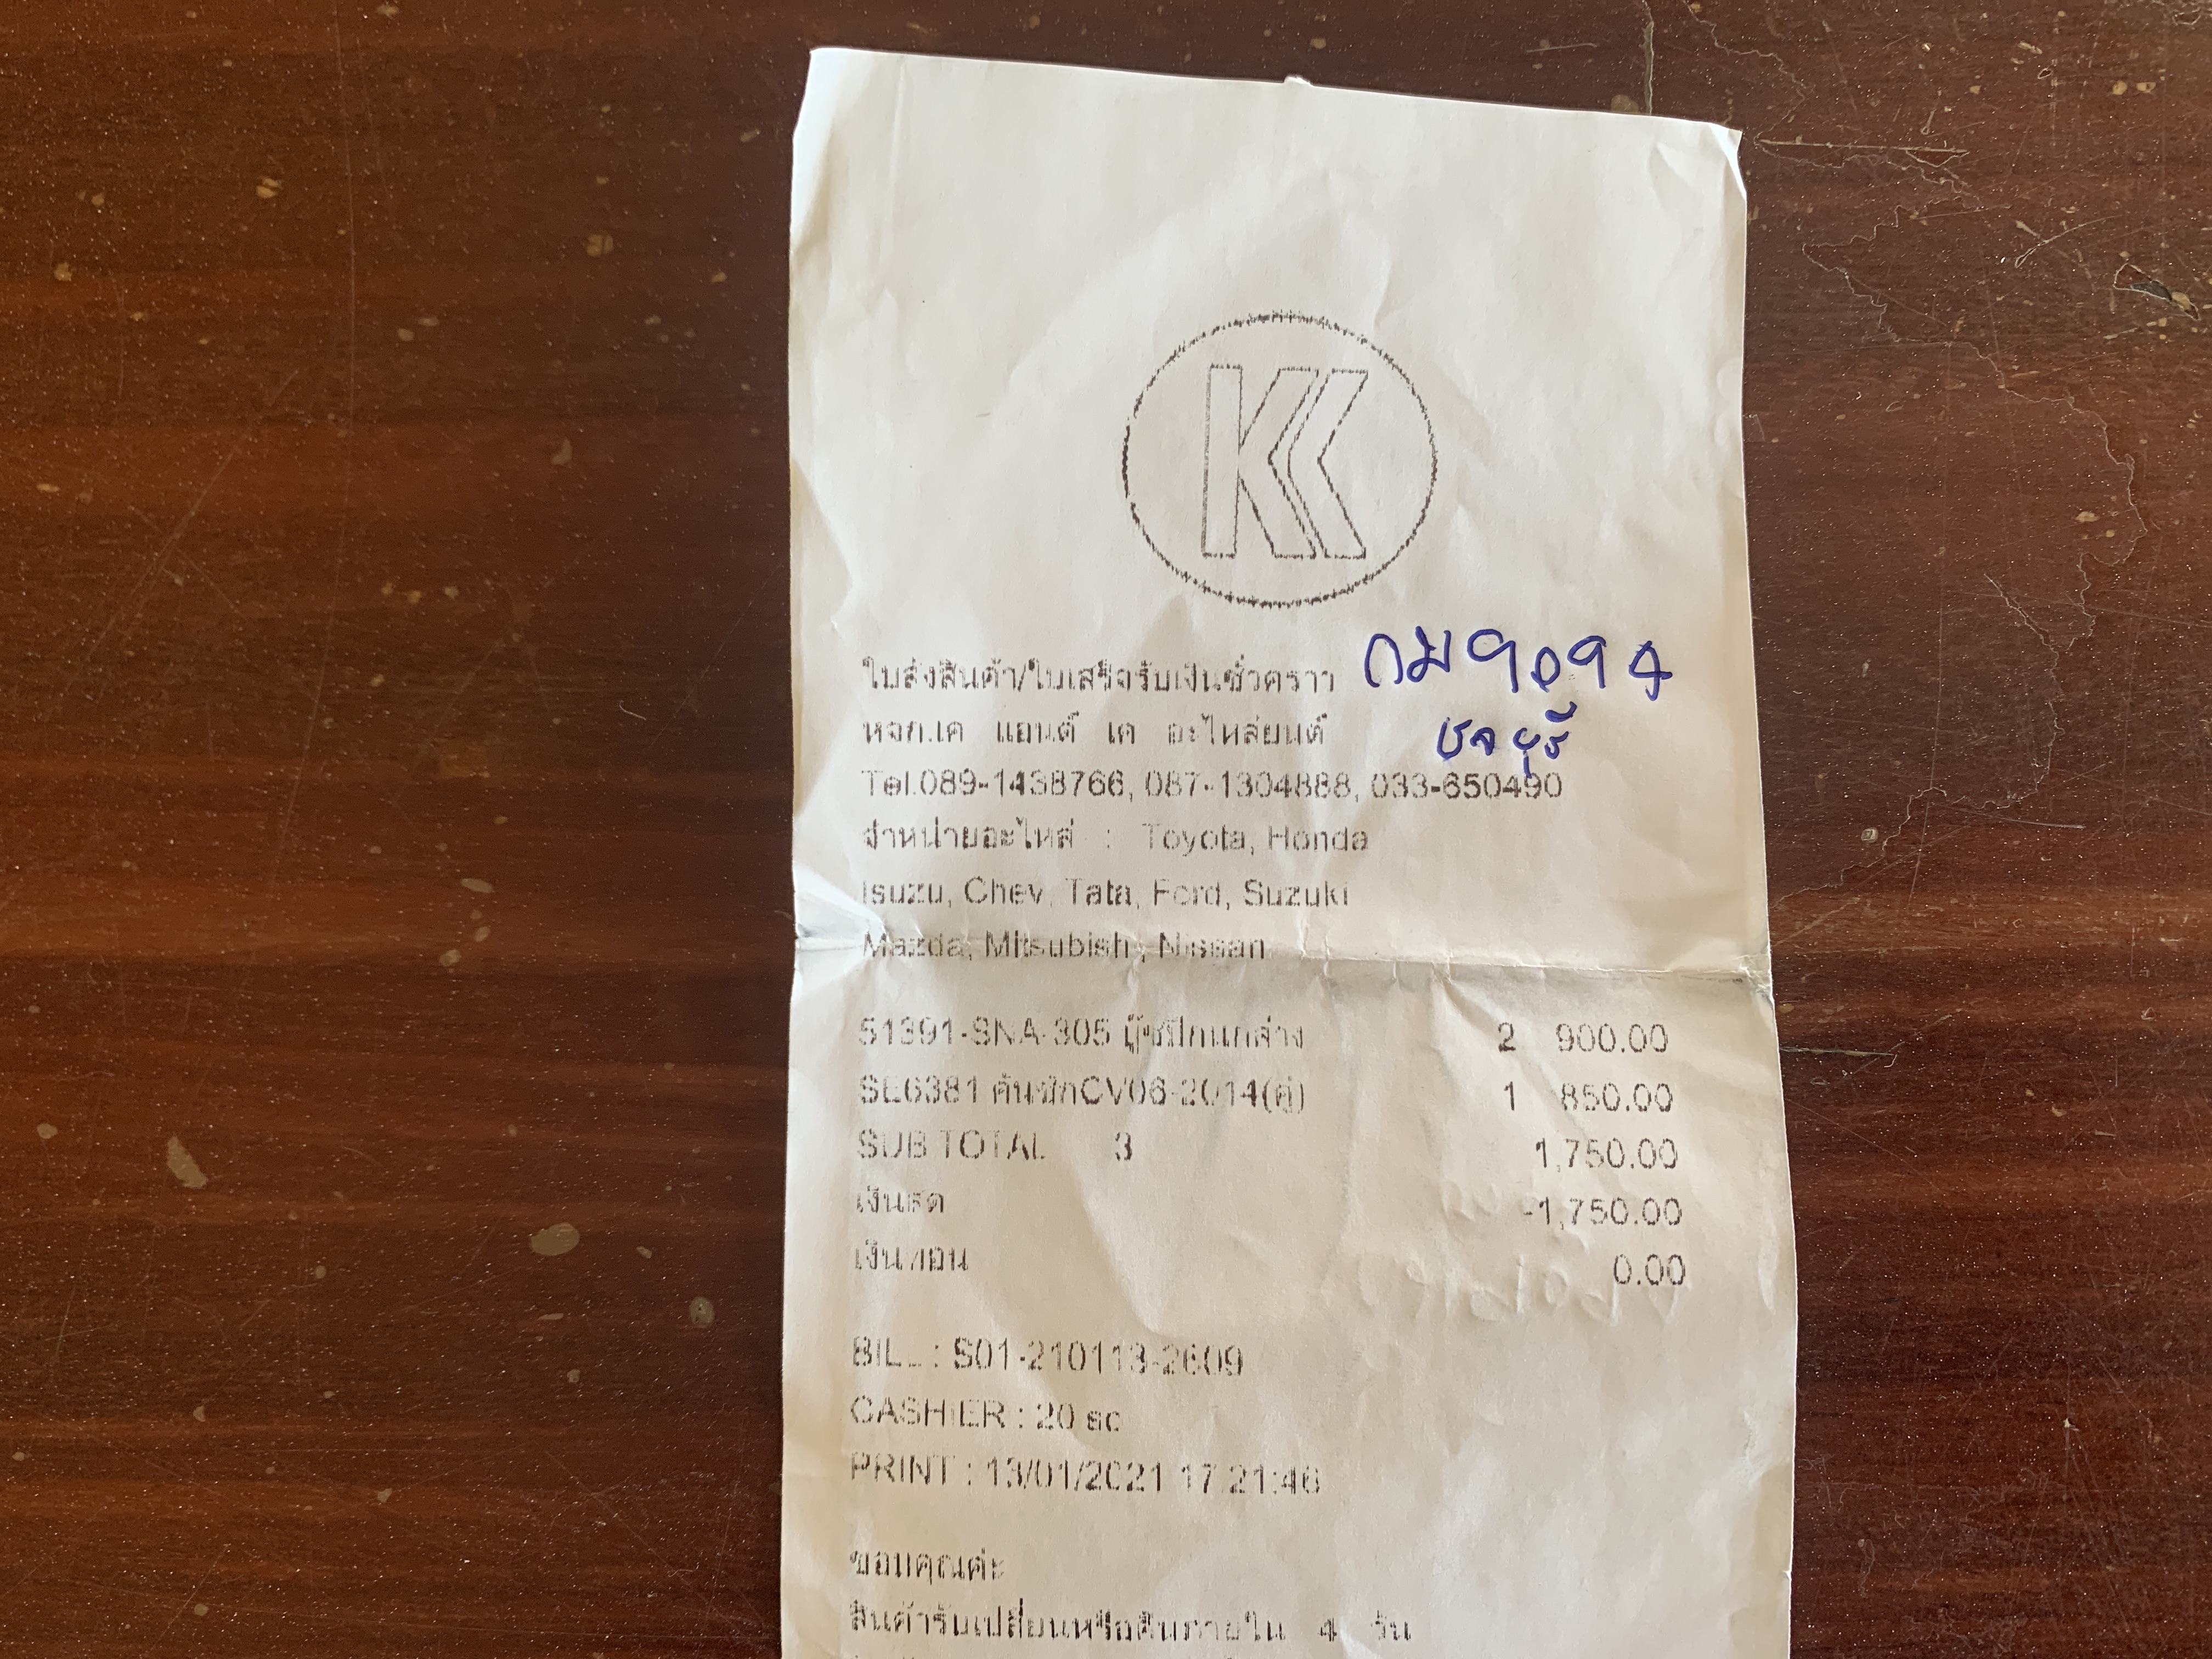 KK
ใบส่งสินค้า/ใบเสร็จรับเงินชั่วคราว
หจก.เค แอนด์ เค อะไหล่ยนต์
ชลบุรี
Tel.089-1438766, 087-1304888, 033-650490
จำหน่ายอะไหล่ : Toyota, Honda
Isuzu, Chev, Tata, Ford, Suzuki
Mazda, Mitsubishi, Nissan
51391-SNA-305 บู๊ชปีกนกล่าง 2 900.00
SE6381 คันชักCV06-2014(คู่) 1 850.00
SUB TOTAL 3 1,750.00
เงินสด -1,750.00
เงินทอน 0.00
BILL : S01-210113-2609
CASHIER : 20 sc
PRINT : 13/01/2021 17:21:46
ขอบคุณค่ะ
สินค้ารับเปลี่ยนหรือคืนภายใน 4 วัน